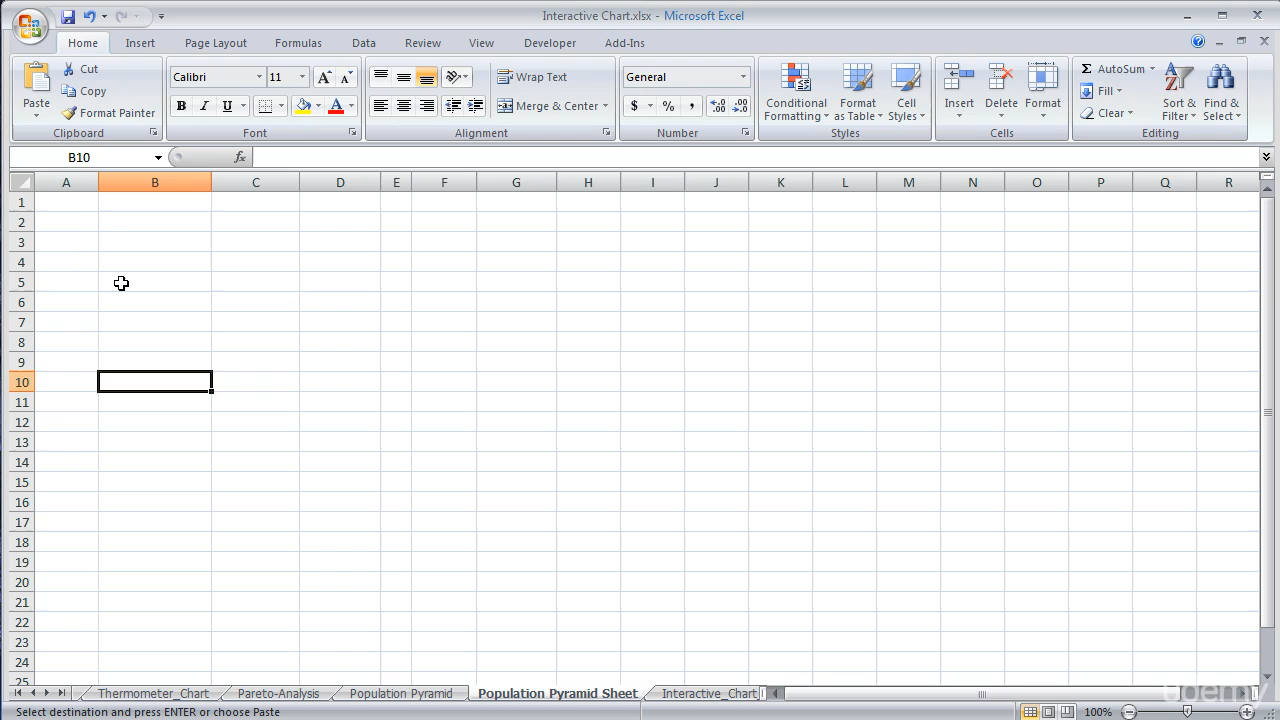 Interactive Chart.xlsx - Microsoft Excel
Home Insert Page Layout Formulas Data Review View Developer Add-Ins
Paste Cut Copy Format Painter Clipboard
Calibri 11 B I U A Font
Wrap Text Merge & Center Alignment
General $ % , Number
Conditional Formatting Format as Table Cell Styles Styles
Insert Delete Format Cells
AutoSum Fill Clear Sort & Filter Find & Select Editing
B10 fx
A B C D E F G H I J K L M N O P Q R
1
2
3
4
5
6
7
8
9
10
11
12
13
14
15
16
17
18
19
20
21
22
23
24
25
Thermometer_Chart Pareto-Analysis Population Pyramid Population Pyramid Sheet Interactive_Chart
udemy
Select destination and press ENTER or choose Paste 100%